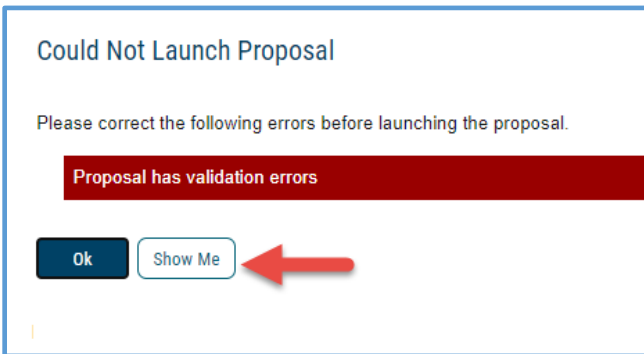 Could Not Launch Proposal
Please correct the following errors before launching the proposal.
Proposal has validation errors
Ok Show Me